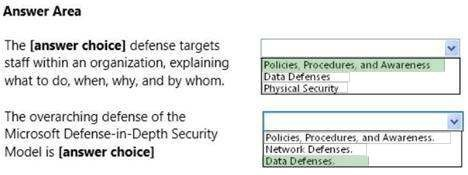 Answer Area
The [answer choice] defense targets
staff within an organization, explaining
what to do, when, why, and by whom.
Policies, Procedures, and Awareness
Data Defenses
Physical Security
The overarching defense of the
Microsoft Defense-in-Depth Security
Model is [answer choice]
Policies, Procedures, and Awareness.
Network Defenses.
Data Defenses.